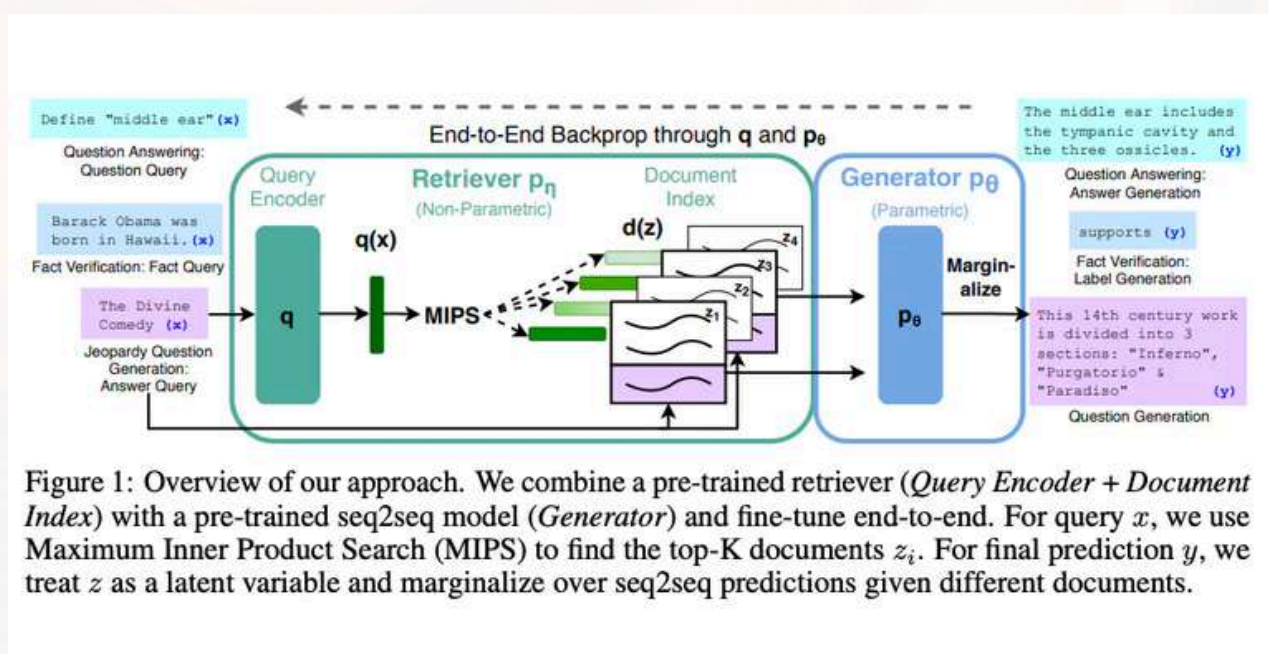 Define "middle ear" (x)
Question Answering:
Question Query
Barack Obama was
born in Hawaii. (x)
Fact Verification: Fact Query
The Divine
Comedy (x)
Jeopardy Question
Generation:
Answer Query
End-to-End Backprop through q and pθ
Query
Encoder
q
Retriever pη
(Non-Parametric)
q(x)
MIPS
Document
Index
d(z)
z4
z3
z2
z1
Generator pθ
(Parametric)
pθ
Margin-
alize
The middle ear includes
the tympanic cavity and
the three ossicles. (y)
Question Answering:
Answer Generation
supports (y)
Fact Verification:
Label Generation
This 14th century work
is divided into 3
sections: "Inferno",
"Purgatorio" &
"Paradiso" (y)
Question Generation
Figure 1: Overview of our approach. We combine a pre-trained retriever (Query Encoder + Document
Index) with a pre-trained seq2seq model (Generator) and fine-tune end-to-end. For query x, we use
Maximum Inner Product Search (MIPS) to find the top-K documents zi. For final prediction y, we
treat z as a latent variable and marginalize over seq2seq predictions given different documents.